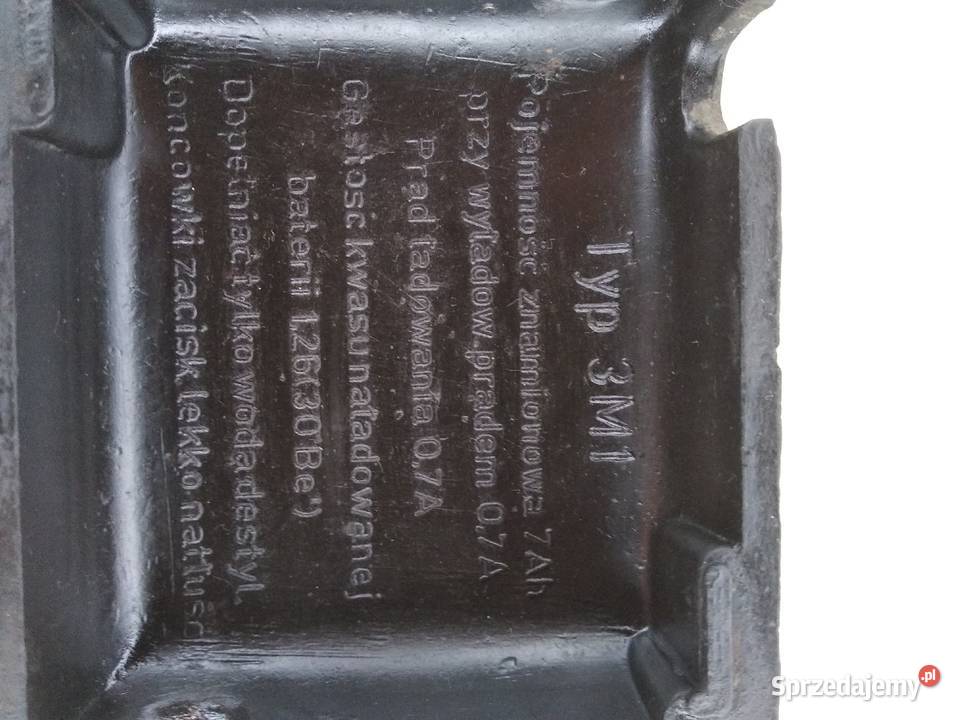 Typ 3M1
Pojemność znamionowa 7Ah
przy wyładow. prądem 0,7A
Prąd ładowania 0,7A
Gęstość kwasu naładowanej
baterii 1,26(30°Be')
Dopełniać tylko wodą destyl.
Końcówki zacisk lekko natłuśc
Sprzedajemy.pl